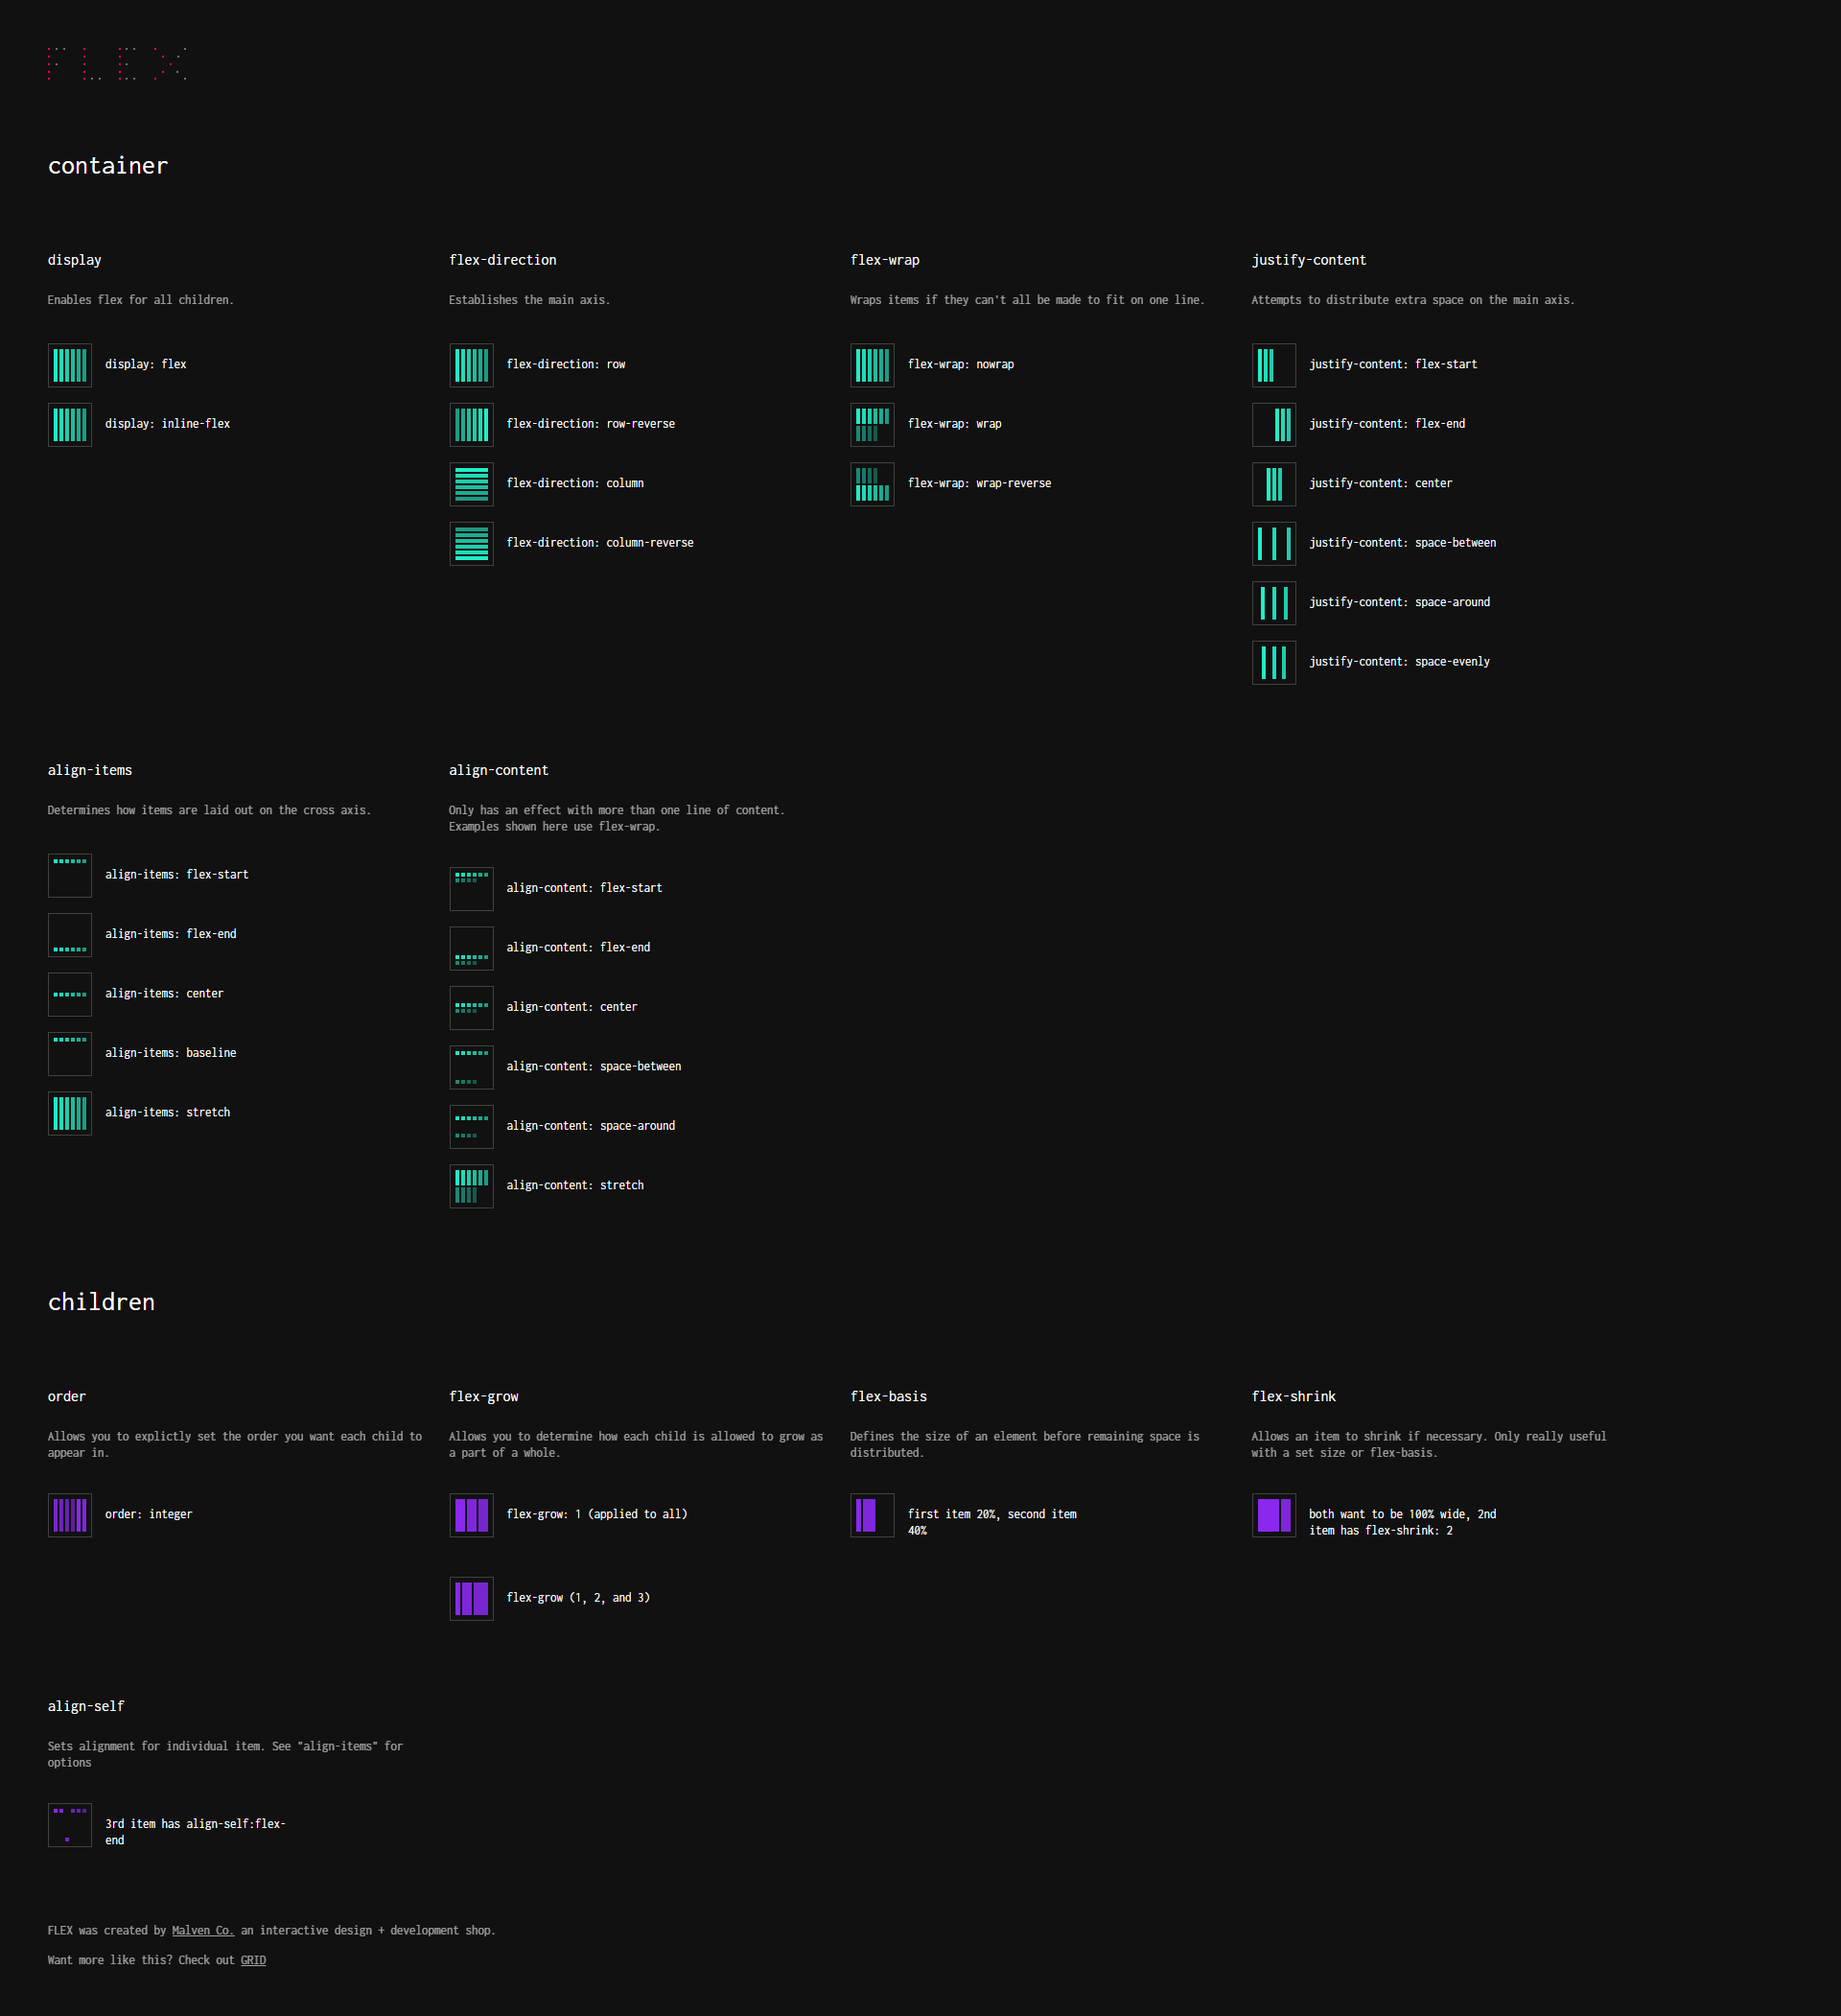 FLEX
container
display
Enables flex for all children.
display: flex
display: inline-flex
flex-direction
Establishes the main axis.
flex-direction: row
flex-direction: row-reverse
flex-direction: column
flex-direction: column-reverse
flex-wrap
Wraps items if they can't all be made to fit on one line.
flex-wrap: nowrap
flex-wrap: wrap
flex-wrap: wrap-reverse
justify-content
Attempts to distribute extra space on the main axis.
justify-content: flex-start
justify-content: flex-end
justify-content: center
justify-content: space-between
justify-content: space-around
justify-content: space-evenly
align-items
Determines how items are laid out on the cross axis.
align-items: flex-start
align-items: flex-end
align-items: center
align-items: baseline
align-items: stretch
align-content
Only has an effect with more than one line of content.
Examples shown here use flex-wrap.
align-content: flex-start
align-content: flex-end
align-content: center
align-content: space-between
align-content: space-around
align-content: stretch
children
order
Allows you to explictly set the order you want each child to
appear in.
order: integer
flex-grow
Allows you to determine how each child is allowed to grow as
a part of a whole.
flex-grow: 1 (applied to all)
flex-grow (1, 2, and 3)
flex-basis
Defines the size of an element before remaining space is
distributed.
first item 20%, second item
40%
flex-shrink
Allows an item to shrink if necessary. Only really useful
with a set size or flex-basis.
both want to be 100% wide, 2nd
item has flex-shrink: 2
align-self
Sets alignment for individual item. See "align-items" for
options
3rd item has align-self:flex-
end
FLEX was created by Malven Co. an interactive design + development shop.
Want more like this? Check out GRID